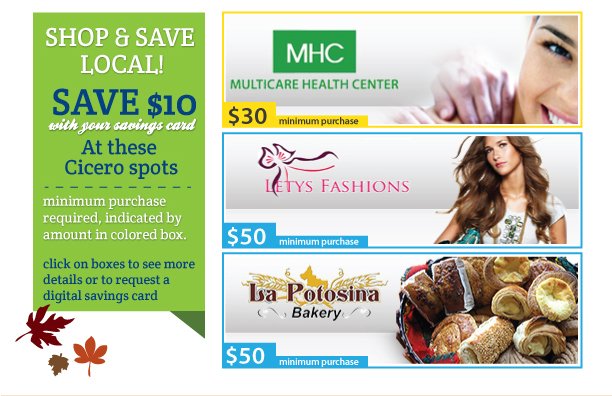 SHOP & SAVE
LOCAL!
SAVE $10
with your savings card
At these
Cicero spots
minimum purchase
required, indicated by
amount in colored box.
click on boxes to see more
details or to request a
digital savings card
MHC
MULTICARE HEALTH CENTER
$30 minimum purchase
LETYS FASHIONS
$50 minimum purchase
La Potosina
Bakery
$50 minimum purchase